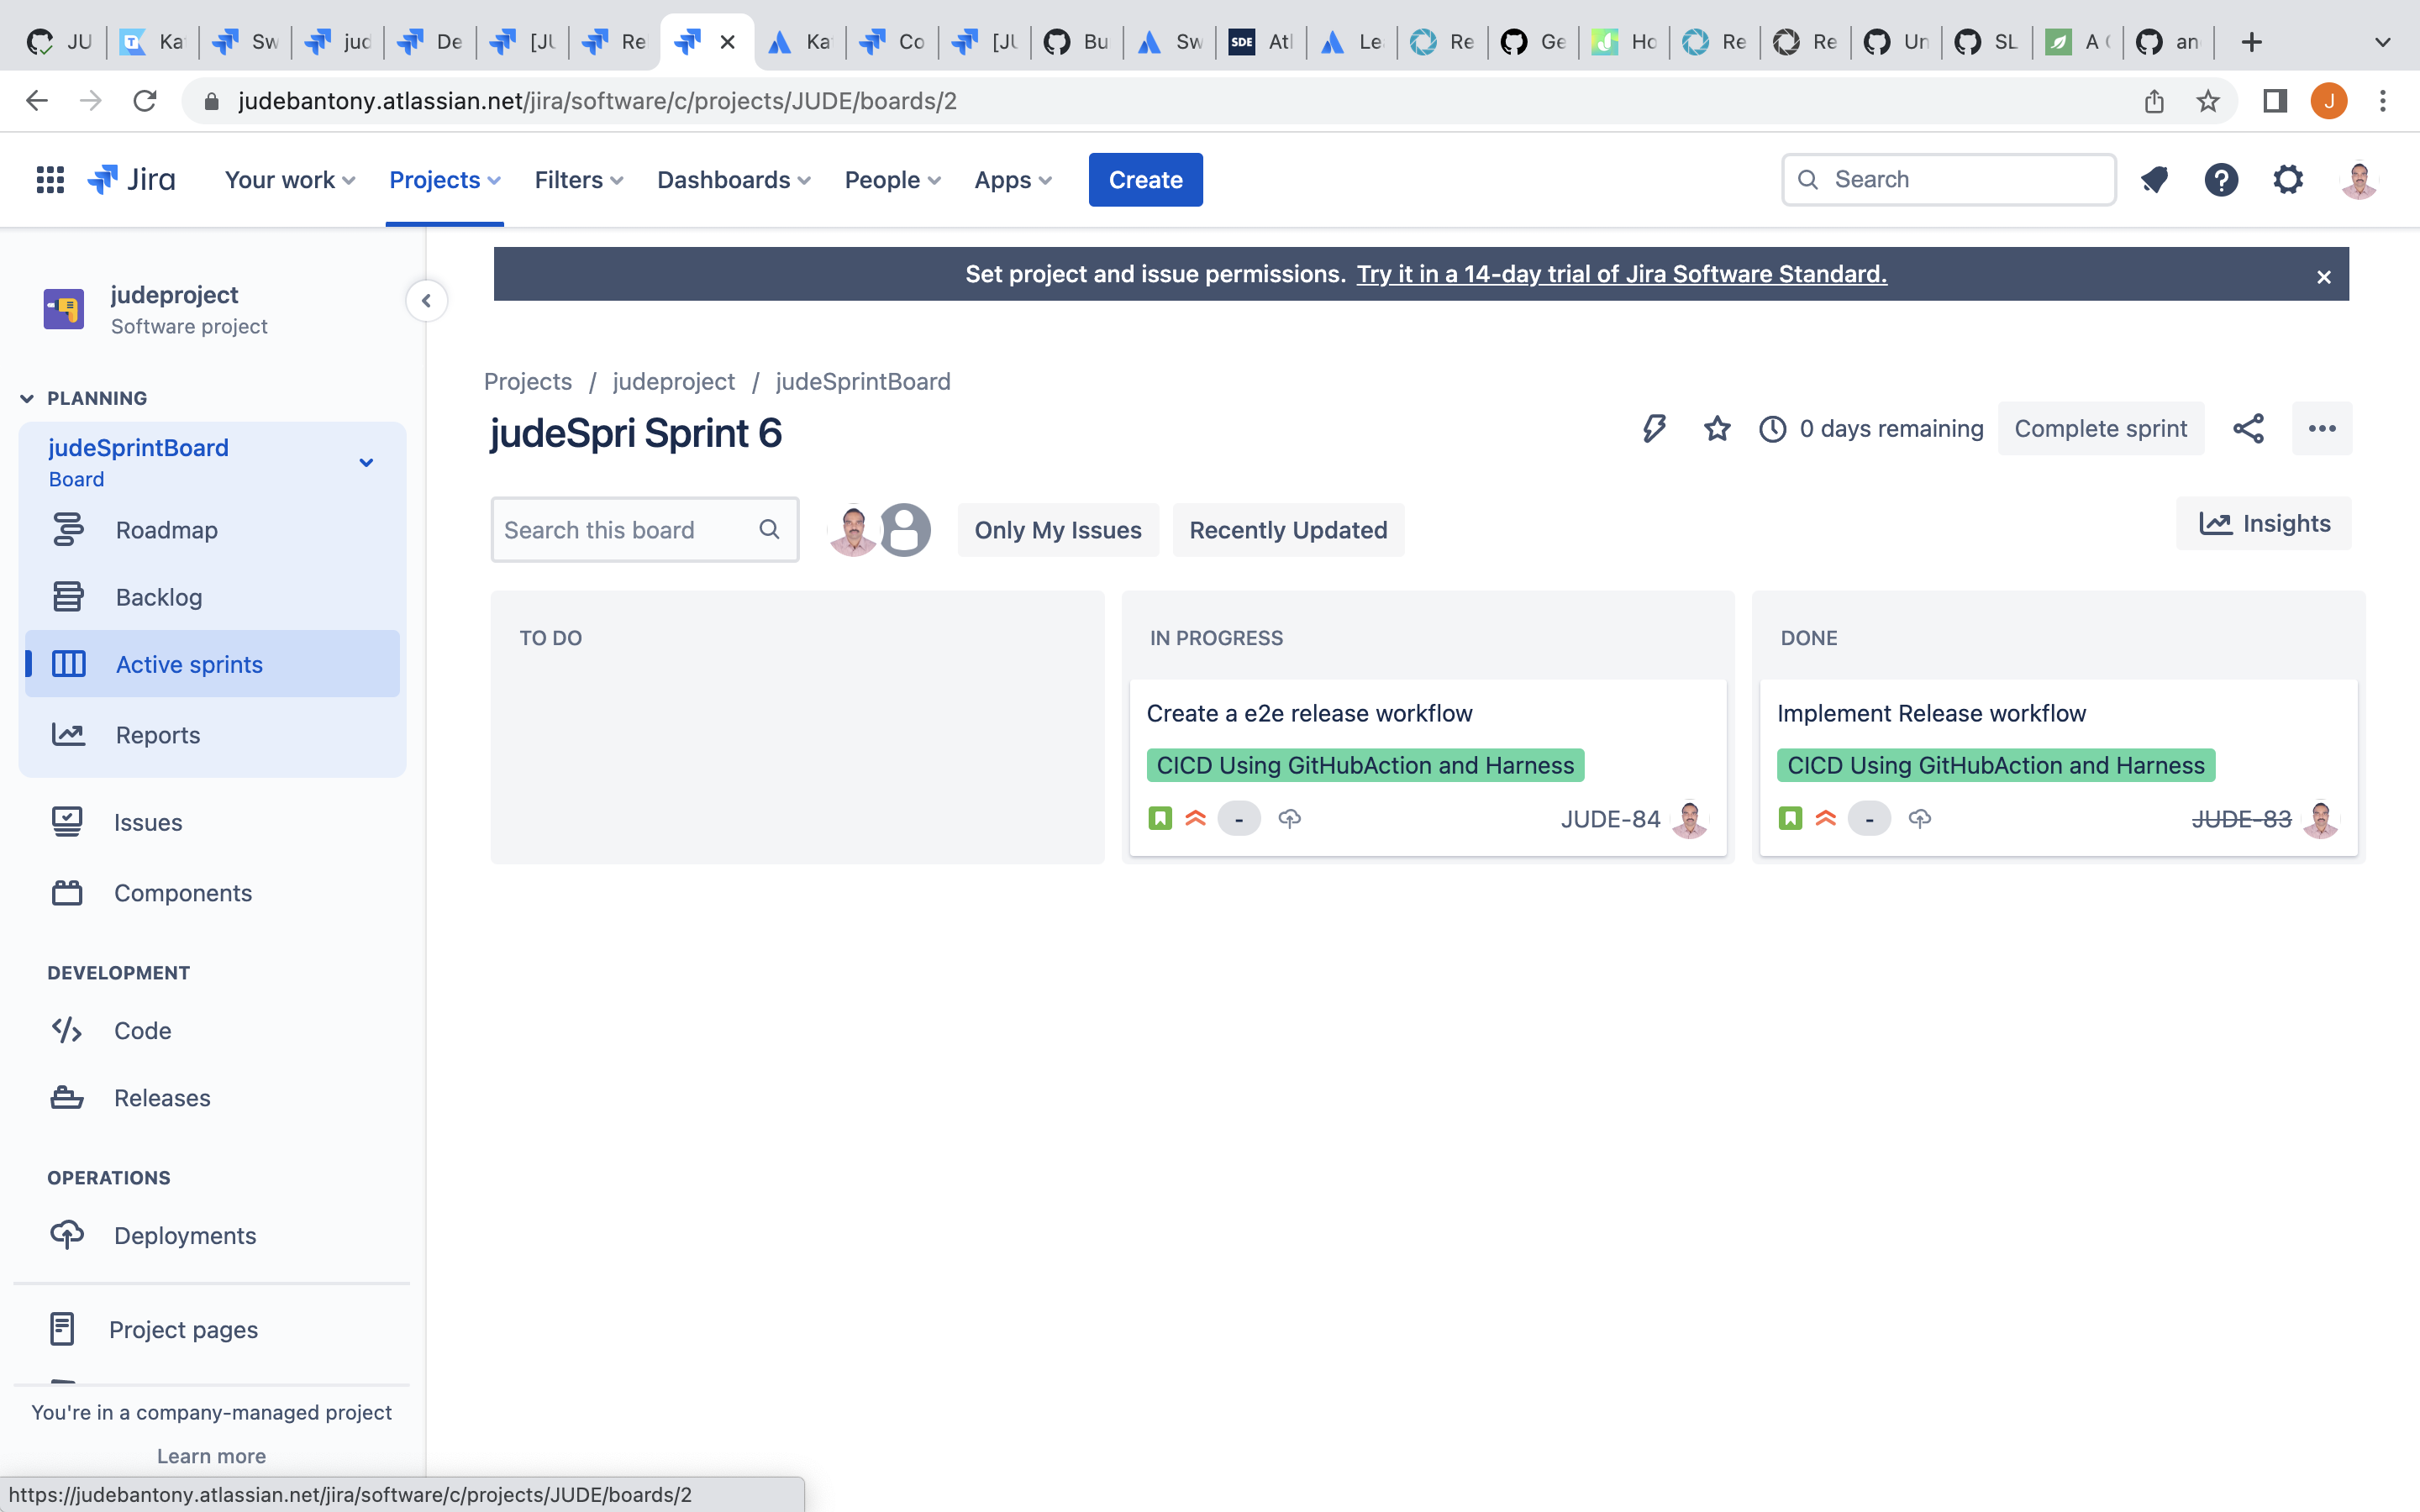 JU Ka Sw jud De [JU Re Ka Co [JU Bu Sw SDE Atl Le Re Ge Ho Re Re Un SL A an
judebantony.atlassian.net/jira/software/c/projects/JUDE/boards/2 J
Jira Your work Projects Filters Dashboards People Apps Create Search
Set project and issue permissions. Try it in a 14-day trial of Jira Software Standard.
judeproject
Software project
PLANNING
judeSprintBoard
Board
Roadmap
Backlog
Active sprints
Reports
Issues
Components
DEVELOPMENT
Code
Releases
OPERATIONS
Deployments
Project pages
You're in a company-managed project
Learn more
Projects / judeproject / judeSprintBoard
judeSpri Sprint 6
0 days remaining Complete sprint
Search this board Only My Issues Recently Updated
Insights
TO DO
IN PROGRESS
Create a e2e release workflow
CICD Using GitHubAction and Harness
- JUDE-84
DONE
Implement Release workflow
CICD Using GitHubAction and Harness
- JUDE-83
https://judebantony.atlassian.net/jira/software/c/projects/JUDE/boards/2